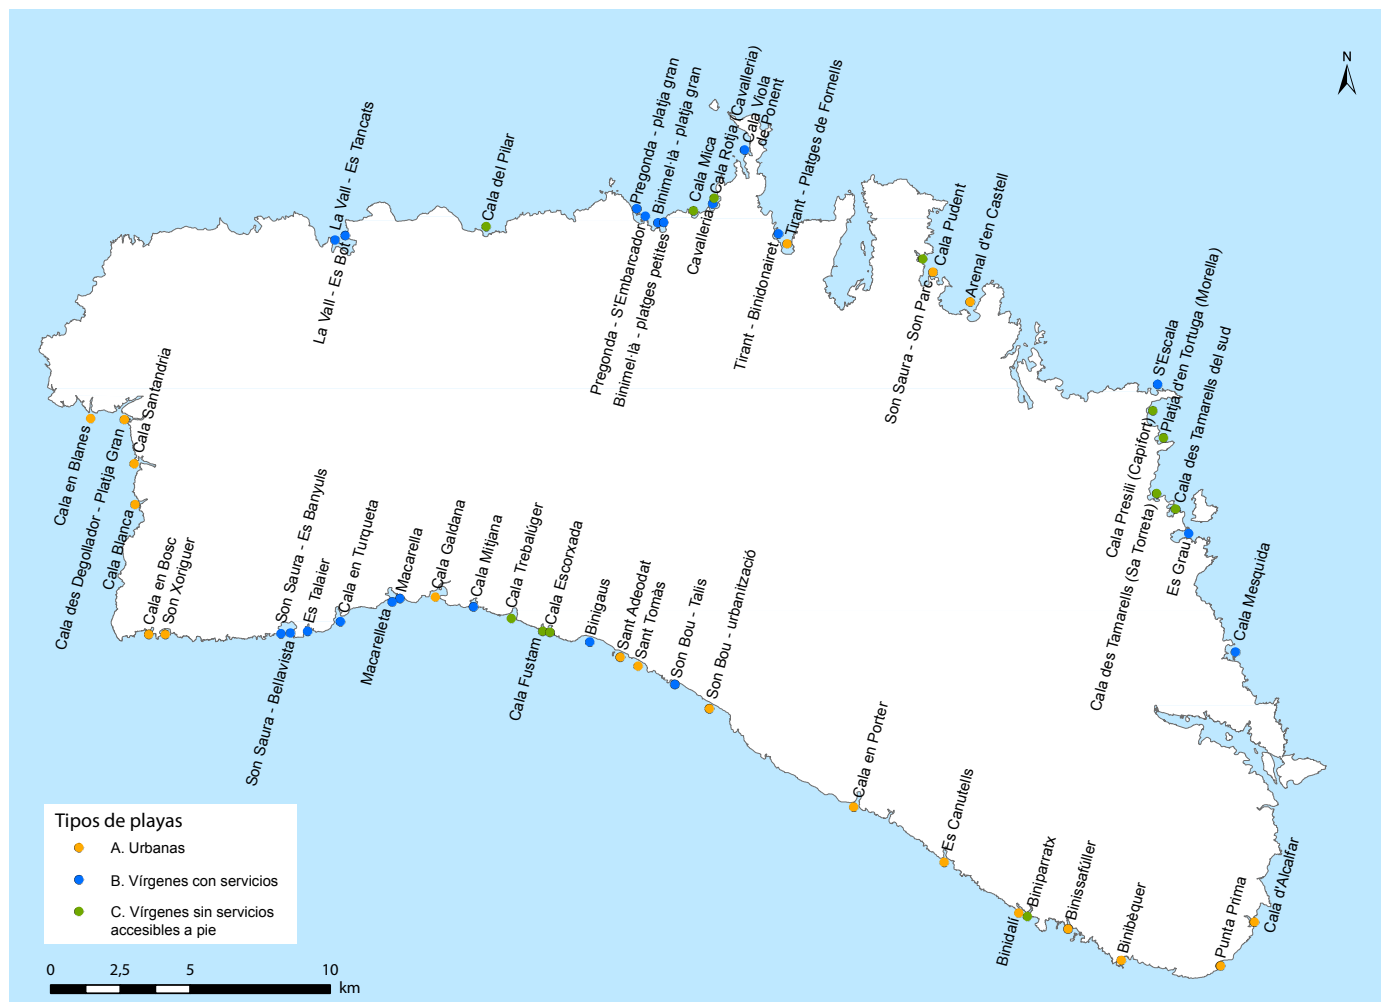 N
La Vall - Es Tancats
La Vall - Es Bot
Cala del Pilar
Pregonda - platja gran
Pregonda - S'Embarcador
Binimel·là - platja gran
Binimel·là - platges petites
Cala Mica
Cavalleria
Cala Rotja (Cavalleria)
Cala Viola
de Ponent
Tirant - Binidonairet
Tirant - Platges de Fornells
Cala Pudent
Son Saura - Son Parc
Arenal d'en Castell
S'Escala
Cala Presili (Capifort)
Platja d'en Tortuga (Morella)
Cala des Tamarells (Sa Torreta)
Cala des Tamarells del sud
Es Grau
Cala Mesquida
Cala en Blanes
Cala des Degollador - Platja Gran
Cala Santandria
Cala Blanca
Cala en Bosc
Son Xoriguer
Son Saura - Es Banyuls
Son Saura - Bellavista
Es Talaier
Cala en Turqueta
Macarelleta
Macarella
Cala Galdana
Cala Mitjana
Cala Trebalúger
Cala Fustam
Cala Escorxada
Binigaus
Sant Adeodat
Sant Tomàs
Son Bou - Talis
Son Bou - urbanització
Cala en Porter
Es Canutells
Binidalí
Biniparratx
Binissafúller
Binibèquer
Punta Prima
Cala d'Alcalfar
Tipos de playas
A. Urbanas
B. Vírgenes con servicios
C. Vírgenes sin servicios
accesibles a pie
0 2,5 5 10
km